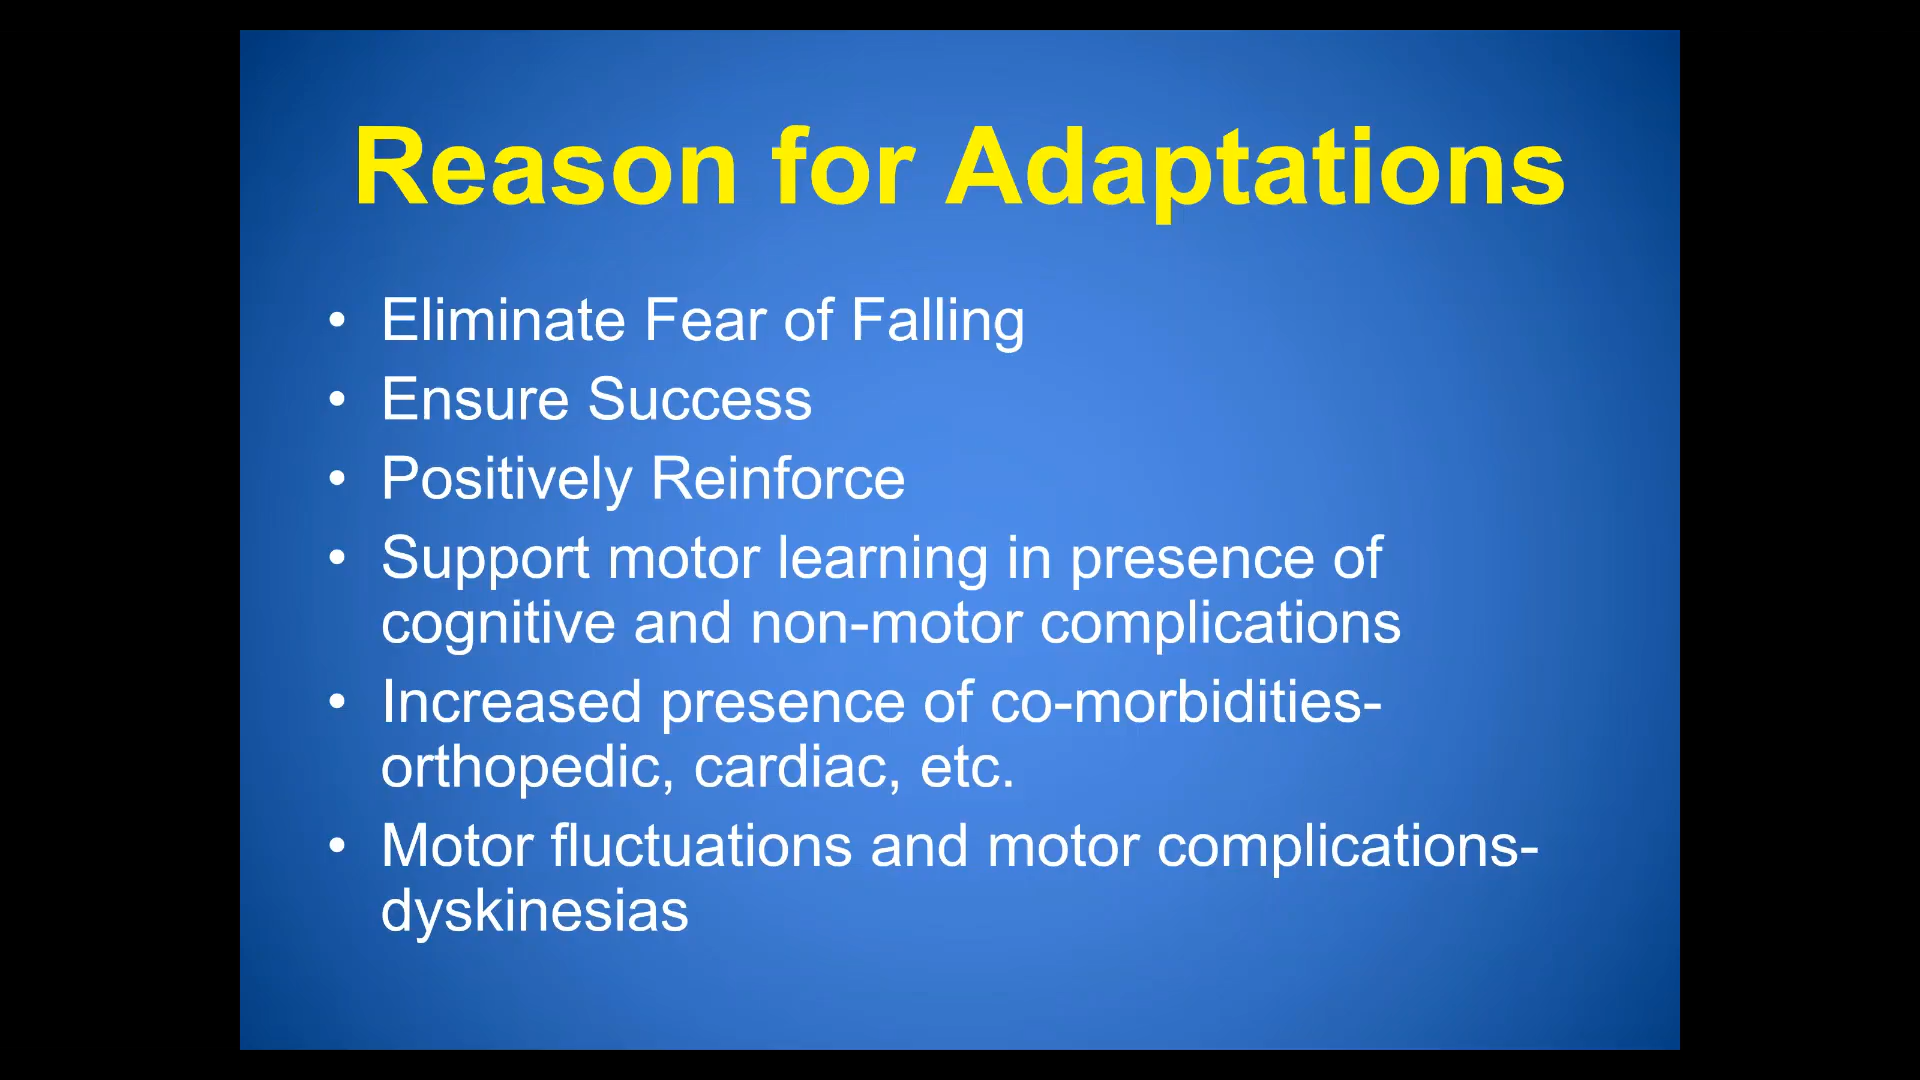 Reason for Adaptations
• Eliminate Fear of Falling
• Ensure Success
• Positively Reinforce
• Support motor learning in presence of
cognitive and non-motor complications
• Increased presence of co-morbidities-
orthopedic, cardiac, etc.
• Motor fluctuations and motor complications-
dyskinesias